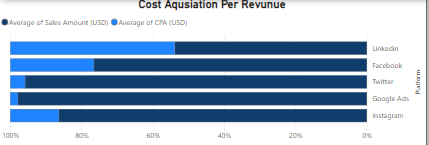 Cost Aqusiation Per Revunue
Average of Sales Amount (USD) Average of CPA (USD)
Linkedin
Facebook
Twitter
Google Ads
Instagram
Platform
100% 80% 60% 40% 20% 0%